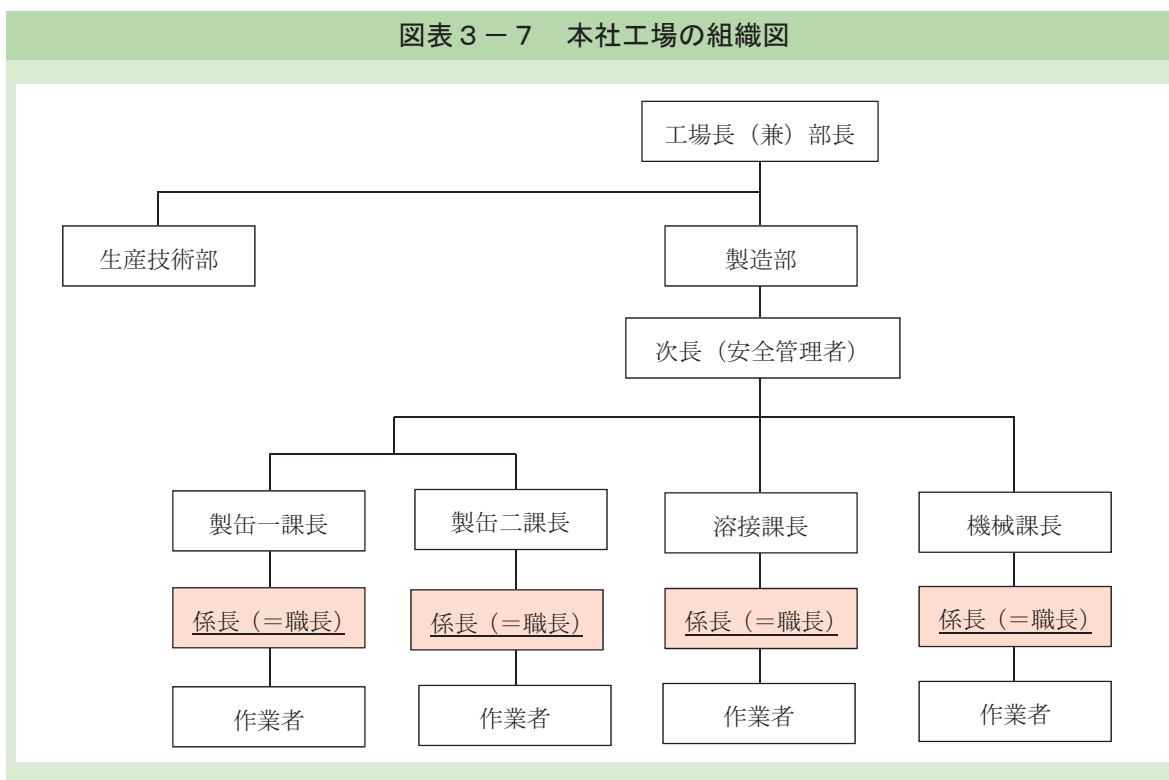 図表３－７　本社工場の組織図
工場長（兼）部長
生産技術部
製造部
次長（安全管理者）
製缶一課長
製缶二課長
溶接課長
機械課長
係長（＝職長）
係長（＝職長）
係長（＝職長）
係長（＝職長）
作業者
作業者
作業者
作業者